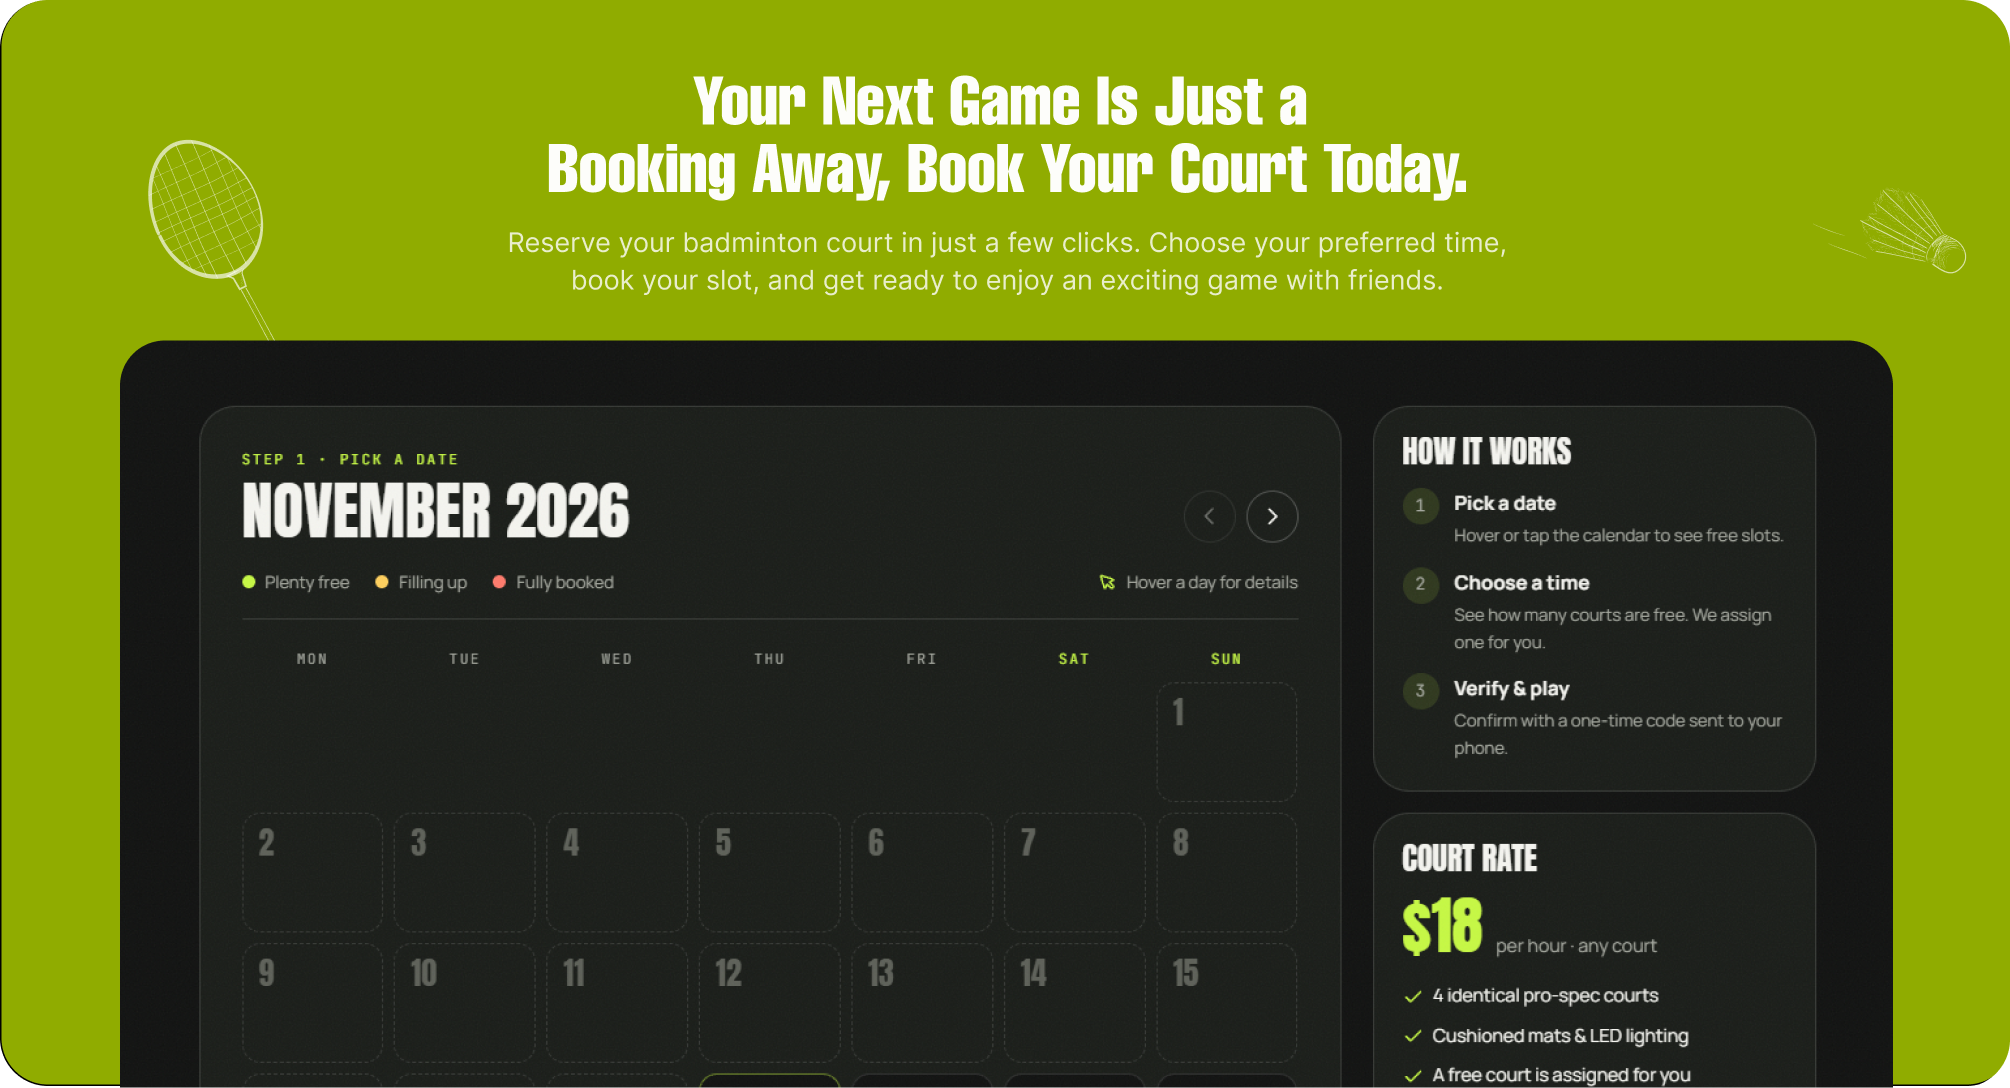 Your Next Game Is Just a
Booking Away, Book Your Court Today.
Reserve your badminton court in just a few clicks. Choose your preferred time,
book your slot, and get ready to enjoy an exciting game with friends.
STEP 1 · PICK A DATE
NOVEMBER 2026
Plenty free
Filling up
Fully booked
Hover a day for details
MON TUE WED THU FRI SAT SUN
1
2 3 4 5 6 7 8
9 10 11 12 13 14 15
HOW IT WORKS
1 Pick a date
Hover or tap the calendar to see free slots.
2 Choose a time
See how many courts are free. We assign
one for you.
3 Verify & play
Confirm with a one-time code sent to your
phone.
COURT RATE
$18 per hour · any court
4 identical pro-spec courts
Cushioned mats & LED lighting
A free court is assigned for you